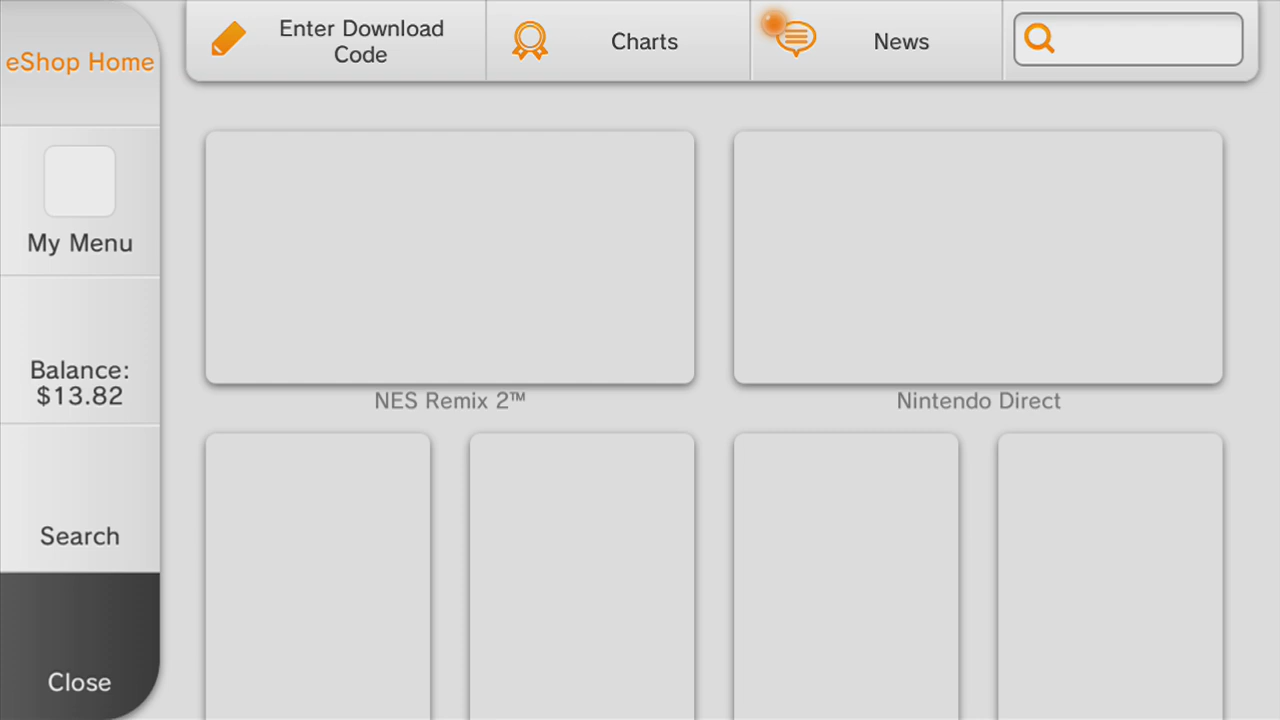 eShop Home
Enter Download
Code
Charts
News
My Menu
Balance:
$13.82
Search
Close
NES Remix 2™
Nintendo Direct